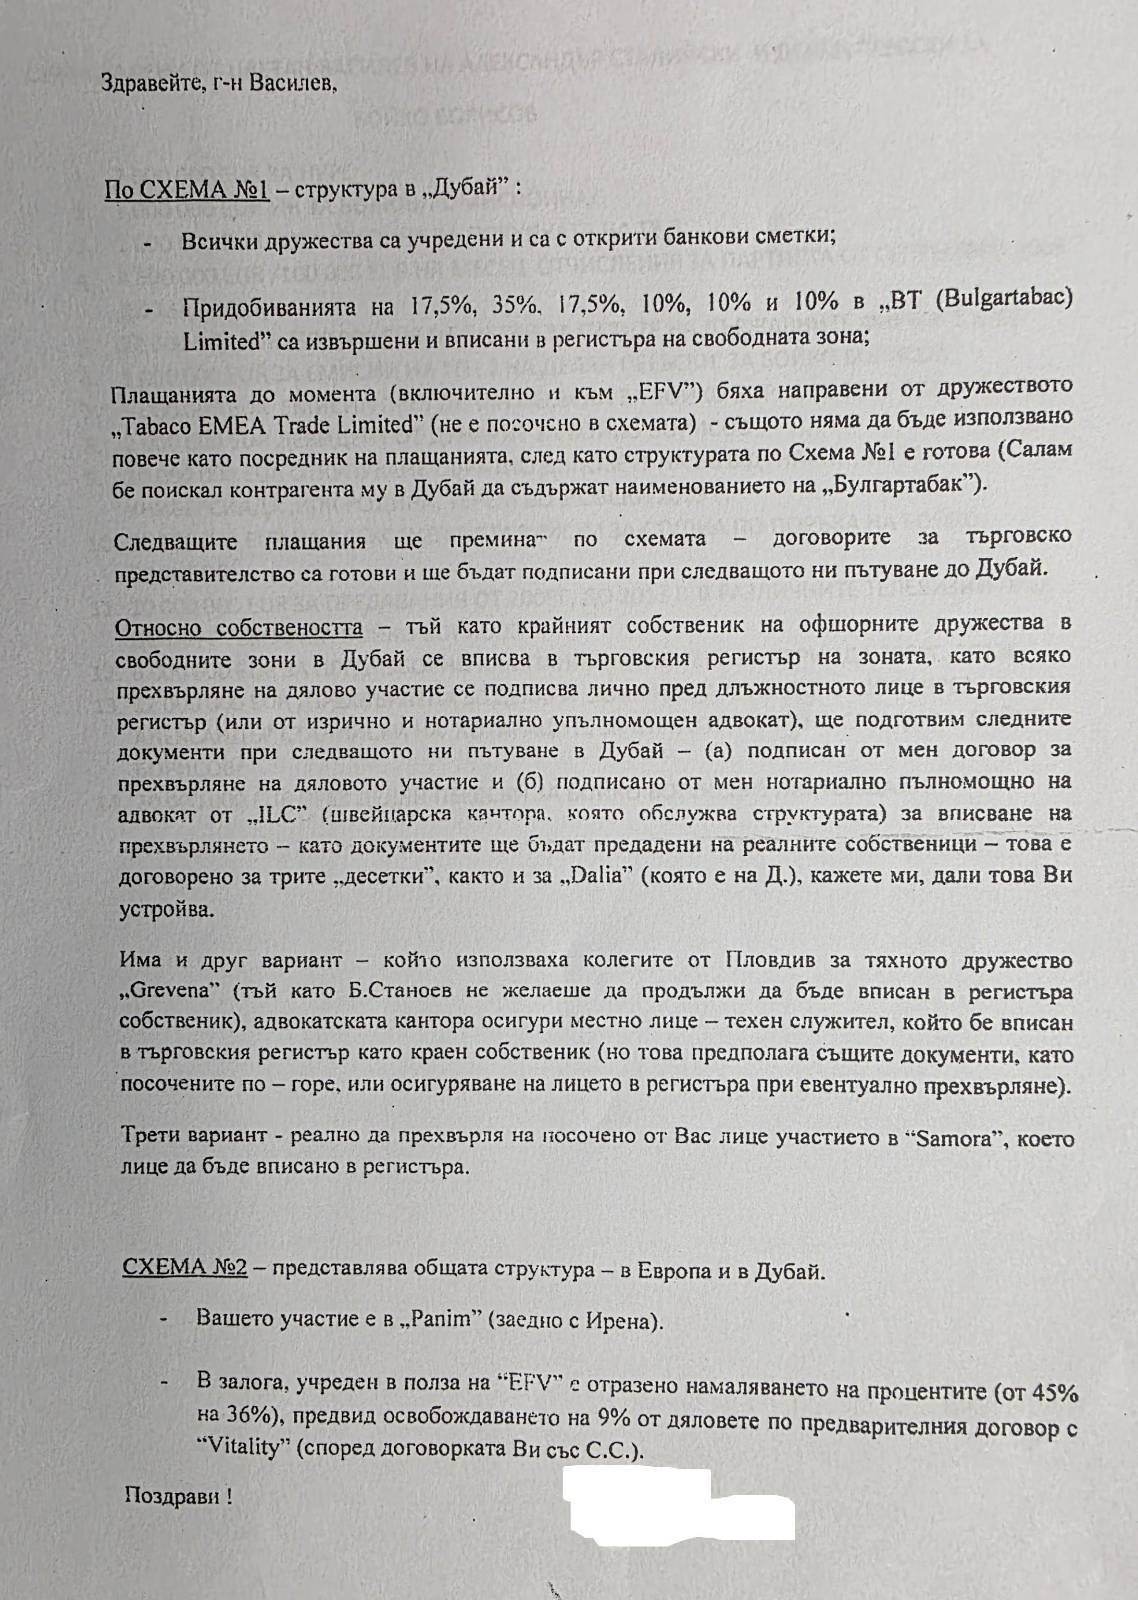 Здравейте, г-н Василев,
По СХЕМА №1 – структура в „Дубай” :
- Всички дружества са учредени и са с открити банкови сметки;
- Придобиванията на 17,5%, 35%, 17,5%, 10%, 10% и 10% в „BT (Bulgartabac)
Limited” са извършени и вписани в регистъра на свободната зона;
Плащанията до момента (включително и към „EFV”) бяха направени от дружеството
„Tabaco EMEA Trade Limited” (не е посочено в схемата) - същото няма да бъде използвано
повече като посредник на плащанията, след като структурата по Схема №1 е готова (Салам
бе поискал контрагента му в Дубай да съдържат наименованието на „Булгартабак”).
Следващите плащания ще преминат по схемата – договорите за търговско
представителство са готови и ще бъдат подписани при следващото ни пътуване до Дубай.
Относно собствеността – тъй като крайният собственик на офшорните дружества в
свободните зони в Дубай се вписва в търговския регистър на зоната, като всяко
прехвърляне на дялово участие се подписва лично пред длъжностното лице в търговския
регистър (или от изрично и нотариално упълномощен адвокат), ще подготвим следните
документи при следващото ни пътуване в Дубай – (а) подписан от мен договор за
прехвърляне на дяловото участие и (б) подписано от мен нотариално пълномощно на
адвокат от „ILC” (швейцарска кантора, която обслужва структурата) за вписване на
прехвърлянето – като документите ще бъдат предадени на реалните собственици – това е
договорено за трите „десетки”, както и за „Dalia” (която е на Д.), кажете ми, дали това Ви
устройва.
Има и друг вариант – който използваха колегите от Пловдив за тяхното дружество
„Grevena” (тъй като Б.Станоев не желаеше да продължи да бъде вписан в регистъра
собственик), адвокатската кантора осигури местно лице – техен служител, който бе вписан
в търговския регистър като краен собственик (но това предполага същите документи, като
посочените по – горе, или осигуряване на лицето в регистъра при евентуално прехвърляне).
Трети вариант - реално да прехвърля на посочено от Вас лице участието в “Samora”, което
лице да бъде вписано в регистъра.
СХЕМА №2 – представлява общата структура – в Европа и в Дубай.
- Вашето участие е в „Panim” (заедно с Ирена).
- В залога, учреден в полза на “EFV” е отразено намаляването на процентите (от 45%
на 36%), предвид освобождаването на 9% от дяловете по предварителния договор с
“Vitality” (според договорката Ви със С.С.).
Поздрави !